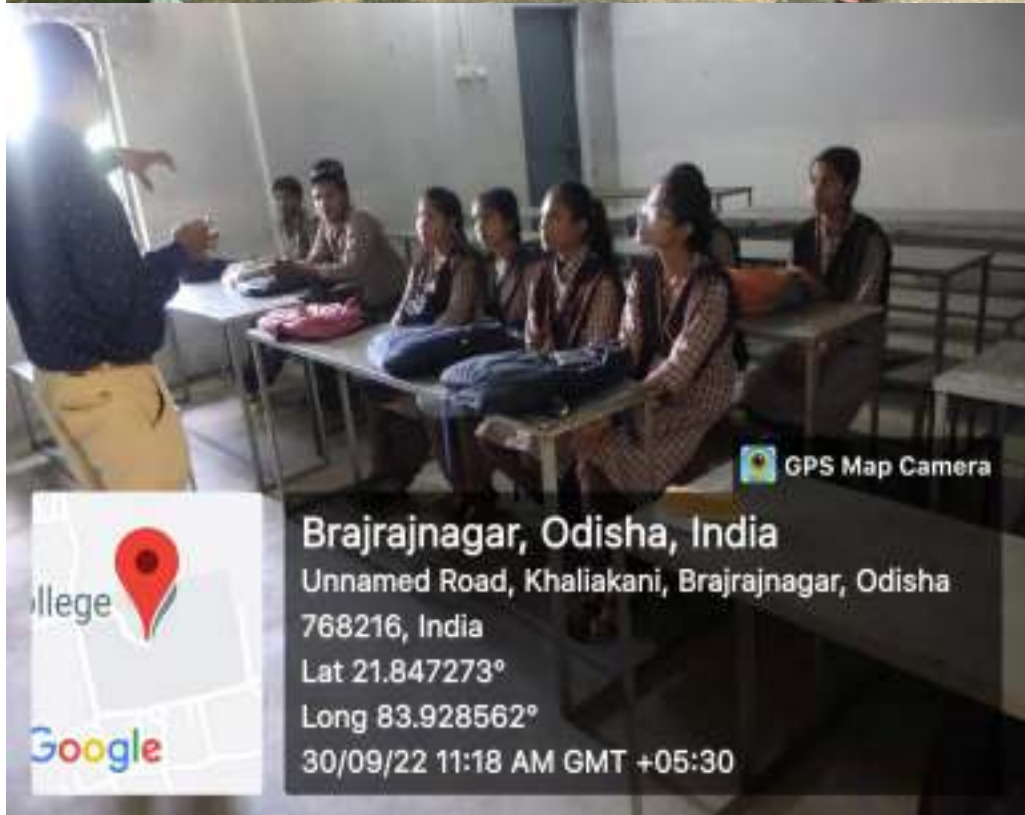 GPS Map Camera
Brajrajnagar, Odisha, India
Unnamed Road, Khaliakani, Brajrajnagar, Odisha
768216, India
Lat 21.847273°
Long 83.928562°
30/09/22 11:18 AM GMT +05:30
llege
Google